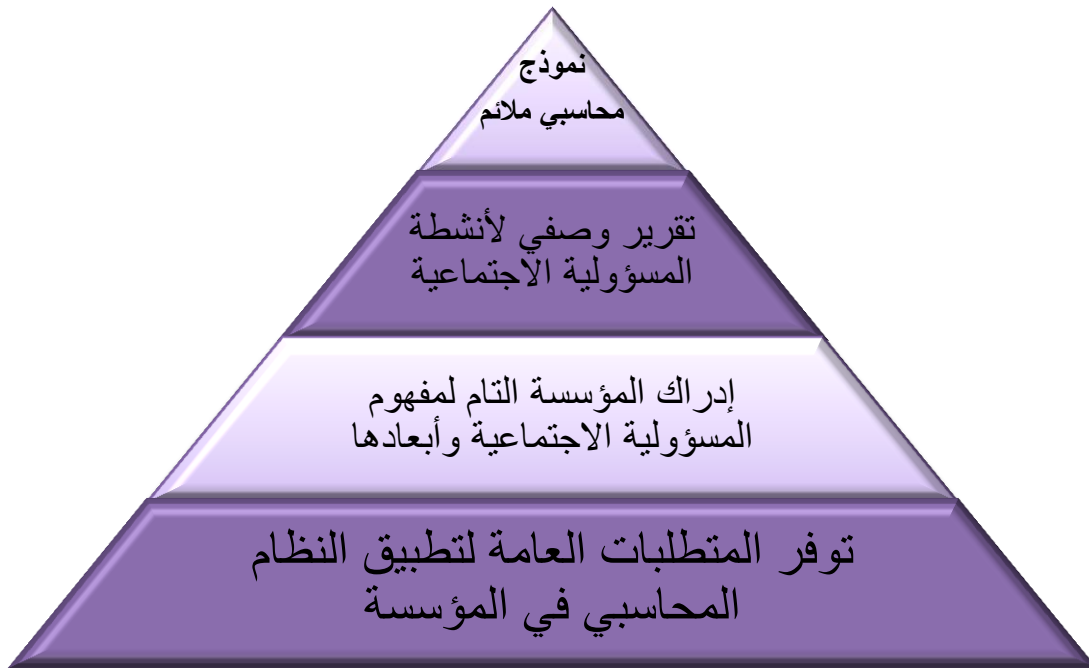 نموذج
محاسبي ملائم
تقرير وصفي لأنشطة
المسؤولية الاجتماعية
إدراك المؤسسة التام لمفهوم
المسؤولية الاجتماعية وأبعادها
توفر المتطلبات العامة لتطبيق النظام
المحاسبي في المؤسسة